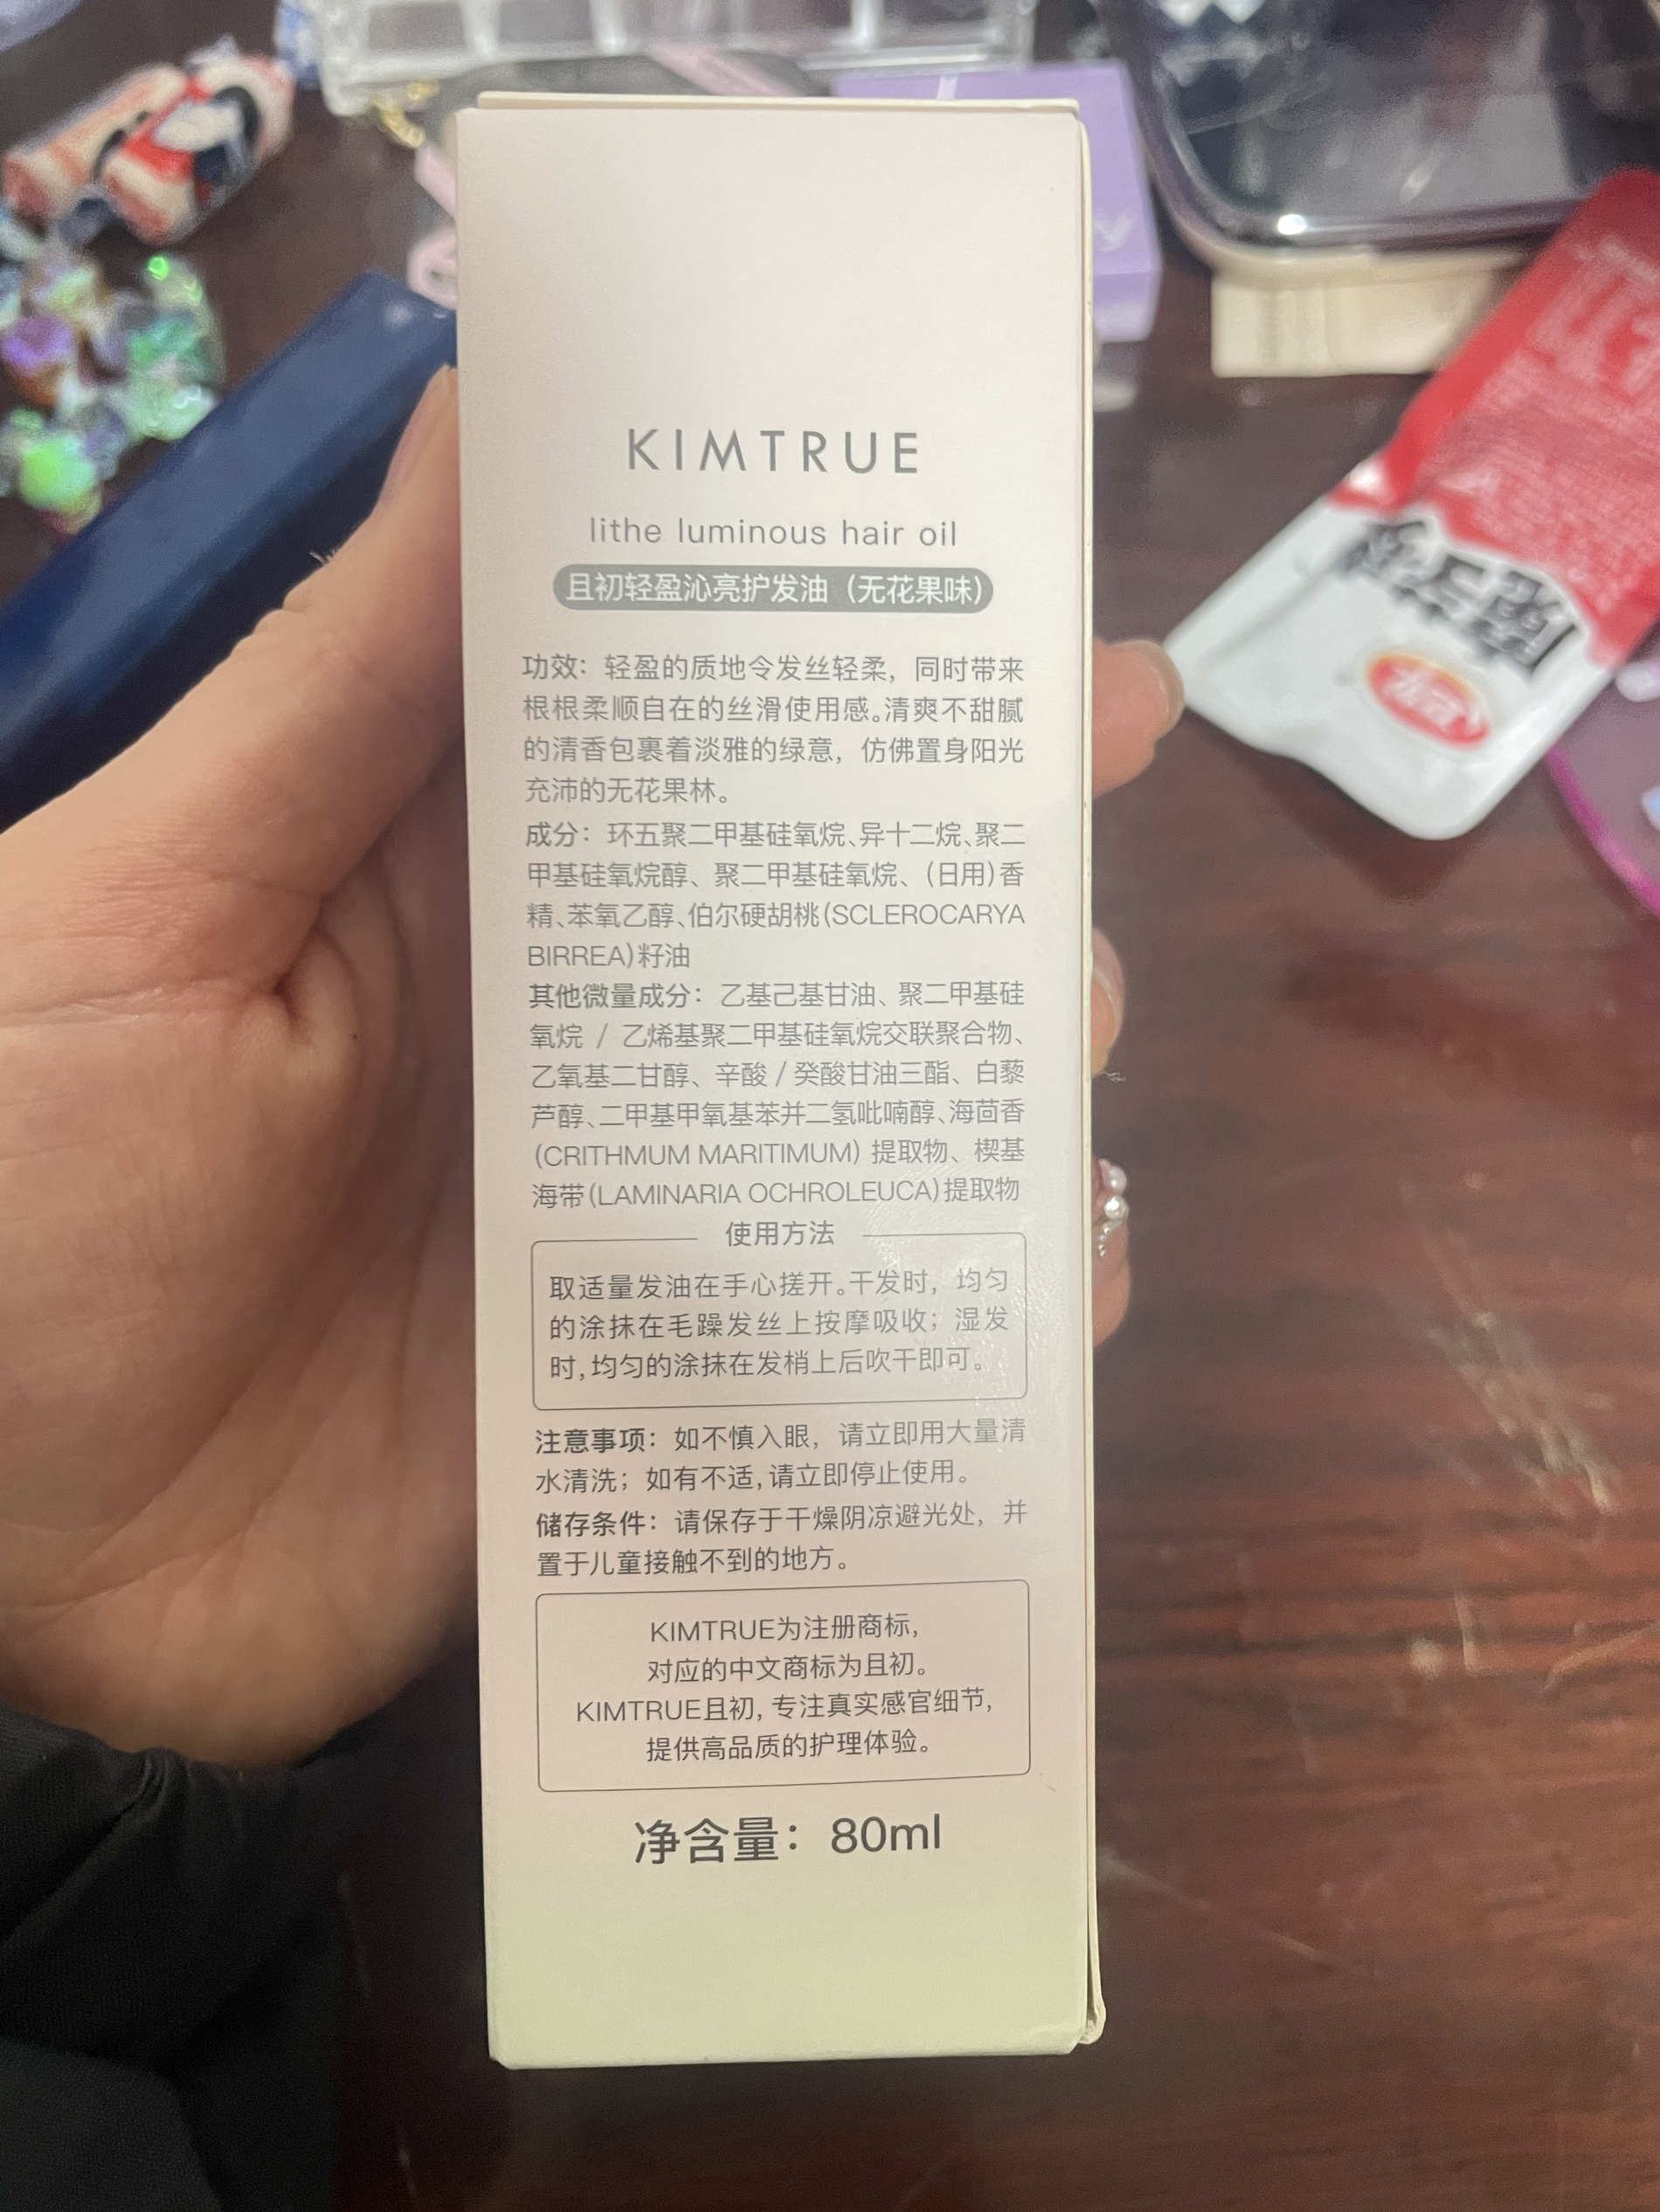 KIMTRUE
lithe luminous hair oil
且初轻盈沁亮护发油（无花果味）
功效：轻盈的质地令发丝轻柔，同时带来
根根柔顺自在的丝滑使用感。清爽不甜腻
的清香包裹着淡雅的绿意，仿佛置身阳光
充沛的无花果林。
成分：环五聚二甲基硅氧烷、异十二烷、聚二
甲基硅氧烷醇、聚二甲基硅氧烷、（日用）香
精、苯氧乙醇、伯尔硬胡桃（SCLEROCARYA
BIRREA）籽油
其他微量成分：乙基己基甘油、聚二甲基硅
氧烷 / 乙烯基聚二甲基硅氧烷交联聚合物、
乙氧基二甘醇、辛酸 / 癸酸甘油三酯、白藜
芦醇、二甲基甲氧基苯并二氢吡喃醇、海茴香
（CRITHMUM MARITIMUM）提取物、楔基
海带（LAMINARIA OCHROLEUCA）提取物
使用方法
取适量发油在手心搓开。干发时，均匀
的涂抹在毛躁发丝上按摩吸收；湿发
时，均匀的涂抹在发梢上后吹干即可。
注意事项：如不慎入眼，请立即用大量清
水清洗；如有不适，请立即停止使用。
储存条件：请保存于干燥阴凉避光处，并
置于儿童接触不到的地方。
KIMTRUE为注册商标，
对应的中文商标为且初。
KIMTRUE且初，专注真实感官细节，
提供高品质的护理体验。
净含量：80ml